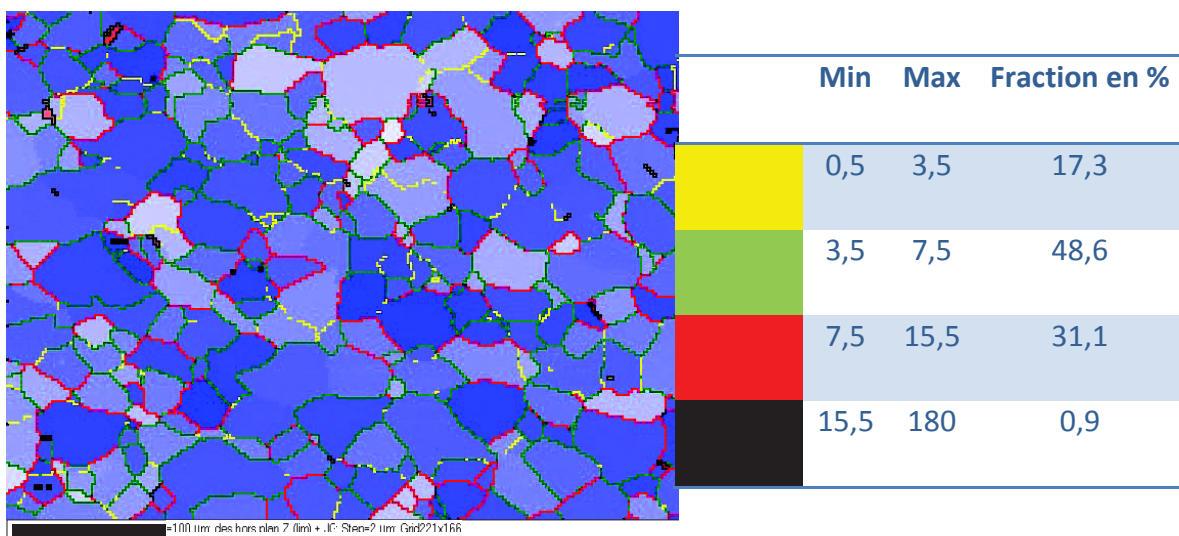 Min Max Fraction en %
0,5 3,5 17,3
3,5 7,5 48,6
7,5 15,5 31,1
15,5 180 0,9
=100 µm; des hors plan Z (lim) + JG; Step=2 µm; Grid221x166